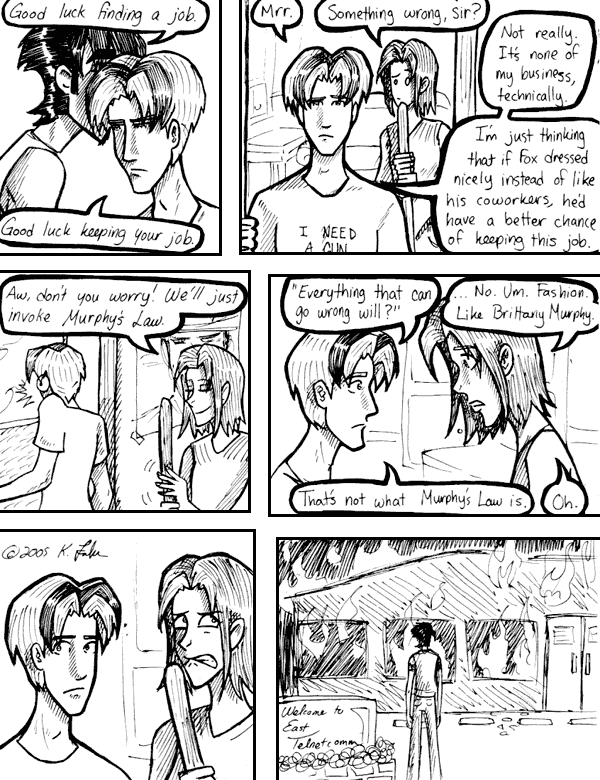 Good luck finding a job.
Good luck keeping your job.
Mrr.
Something wrong, Sir?
Not really.
It's none of
my business,
technically.
I'm just thinking
that if Fox dressed
nicely instead of like
his coworkers, he'd
have a better chance
of keeping this job.
I NEED
A GUN
Aw, don't you worry! We'll just
invoke Murphy's Law.
"Everything that can
go wrong will?"
... No. Um. Fashion.
Like Brittany Murphy.
That's not what Murphy's Law is.
Oh.
©2005 K.
Welcome to
East
Telnetcomm